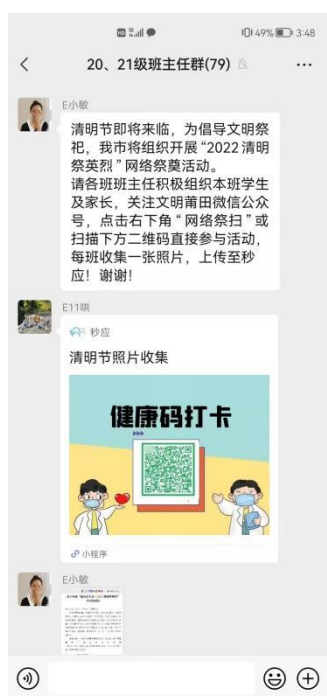 49% 3:48
20、21级班主任群(79)
E小敏
清明节即将来临，为倡导文明祭
祀，我市将组织开展“2022清明
祭英烈”网络祭奠活动。
请各班班主任积极组织本班学生
及家长，关注文明莆田微信公众
号，点击右下角“网络祭扫”或
扫描下方二维码直接参与活动，
每班收集一张照片，上传至秒
应！谢谢！
E11哄
秒应
清明节照片收集
健康码打卡
小程序
E小敏